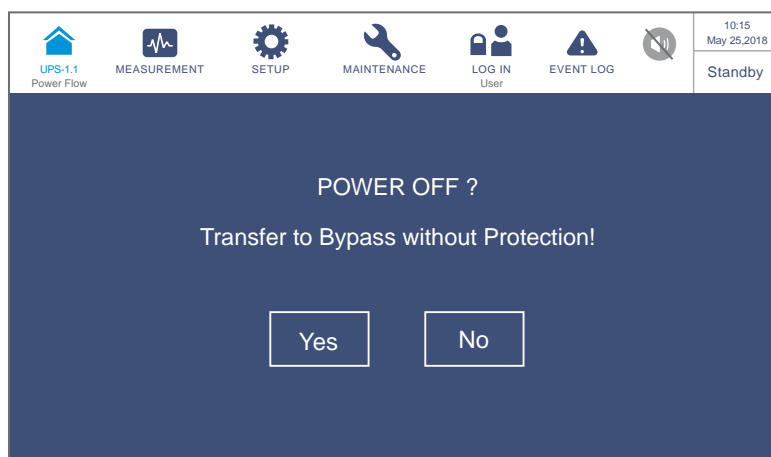 10:15
May 25,2018
UPS-1.1
Power Flow
MEASUREMENT
SETUP
MAINTENANCE
LOG IN
User
EVENT LOG
Standby
POWER OFF ?
Transfer to Bypass without Protection!
Yes
No